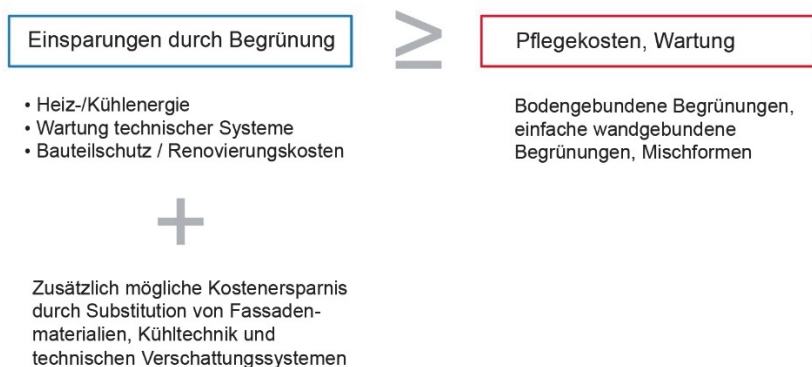 Einsparungen durch Begrünung
≥
Pflegekosten, Wartung
• Heiz-/Kühlenergie
• Wartung technischer Systeme
• Bauteilschutz / Renovierungskosten
Bodengebundene Begrünungen,
einfache wandgebundene
Begrünungen, Mischformen
+
Zusätzlich mögliche Kostenersparnis
durch Substitution von Fassaden-
materialien, Kühltechnik und
technischen Verschattungssystemen